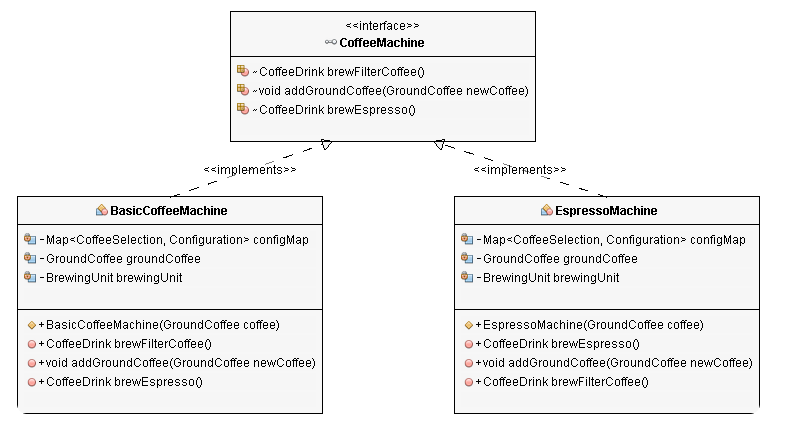 <<interface>>
CoffeeMachine
~CoffeeDrink brewFilterCoffee()
~void addGroundCoffee(GroundCoffee newCoffee)
~CoffeeDrink brewEspresso()
<<implements>>
<<implements>>
BasicCoffeeMachine
-Map<CoffeeSelection, Configuration> configMap
-GroundCoffee groundCoffee
-BrewingUnit brewingUnit
+BasicCoffeeMachine(GroundCoffee coffee)
+CoffeeDrink brewFilterCoffee()
+void addGroundCoffee(GroundCoffee newCoffee)
+CoffeeDrink brewEspresso()
EspressoMachine
-Map<CoffeeSelection, Configuration> configMap
-GroundCoffee groundCoffee
-BrewingUnit brewingUnit
+EspressoMachine(GroundCoffee coffee)
+CoffeeDrink brewEspresso()
+void addGroundCoffee(GroundCoffee newCoffee)
+CoffeeDrink brewFilterCoffee()